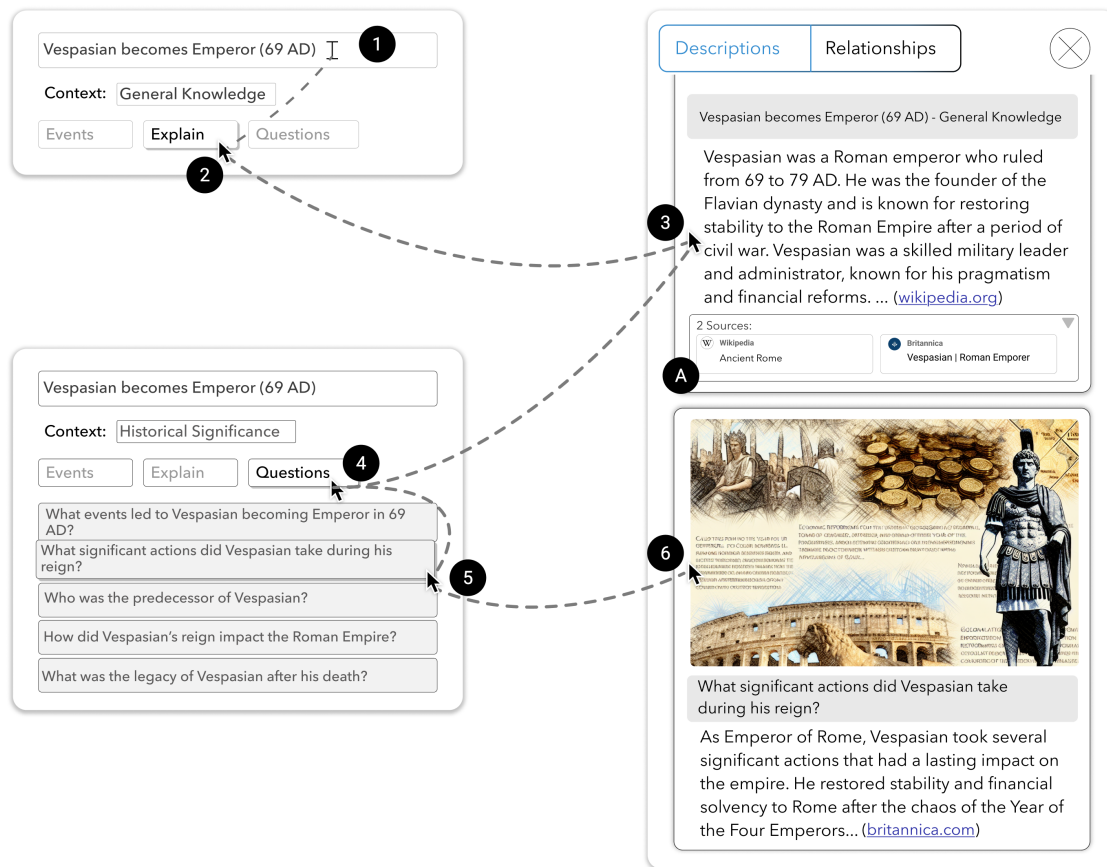 Vespasian becomes Emperor (69 AD)
1
Context: General Knowledge
Events
Explain
Questions
2
Vespasian becomes Emperor (69 AD)
Context: Historical Significance
Events
Explain
Questions
4
What events led to Vespasian becoming Emperor in 69
AD?
What significant actions did Vespasian take during his
reign?
5
Who was the predecessor of Vespasian?
How did Vespasian's reign impact the Roman Empire?
What was the legacy of Vespasian after his death?
Descriptions
Relationships
Vespasian becomes Emperor (69 AD) - General Knowledge
Vespasian was a Roman emperor who ruled
from 69 to 79 AD. He was the founder of the
Flavian dynasty and is known for restoring
3
stability to the Roman Empire after a period of
civil war. Vespasian was a skilled military leader
and administrator, known for his pragmatism
and financial reforms. ... (wikipedia.org)
2 Sources:
W Wikipedia
Ancient Rome
Britannica
Vespasian | Roman Emporer
A
6
What significant actions did Vespasian take
during his reign?
As Emperor of Rome, Vespasian took several
significant actions that had a lasting impact on
the empire. He restored stability and financial
solvency to Rome after the chaos of the Year of
the Four Emperors... (britannica.com)